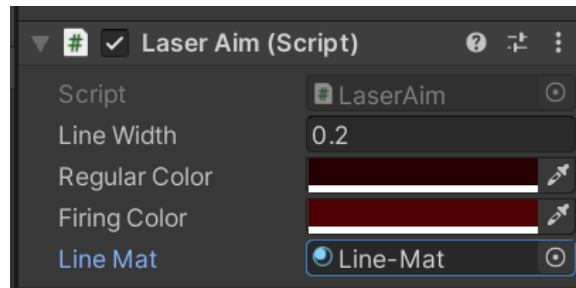 Laser Aim (Script)
Script LaserAim
Line Width 0.2
Regular Color
Firing Color
Line Mat Line-Mat